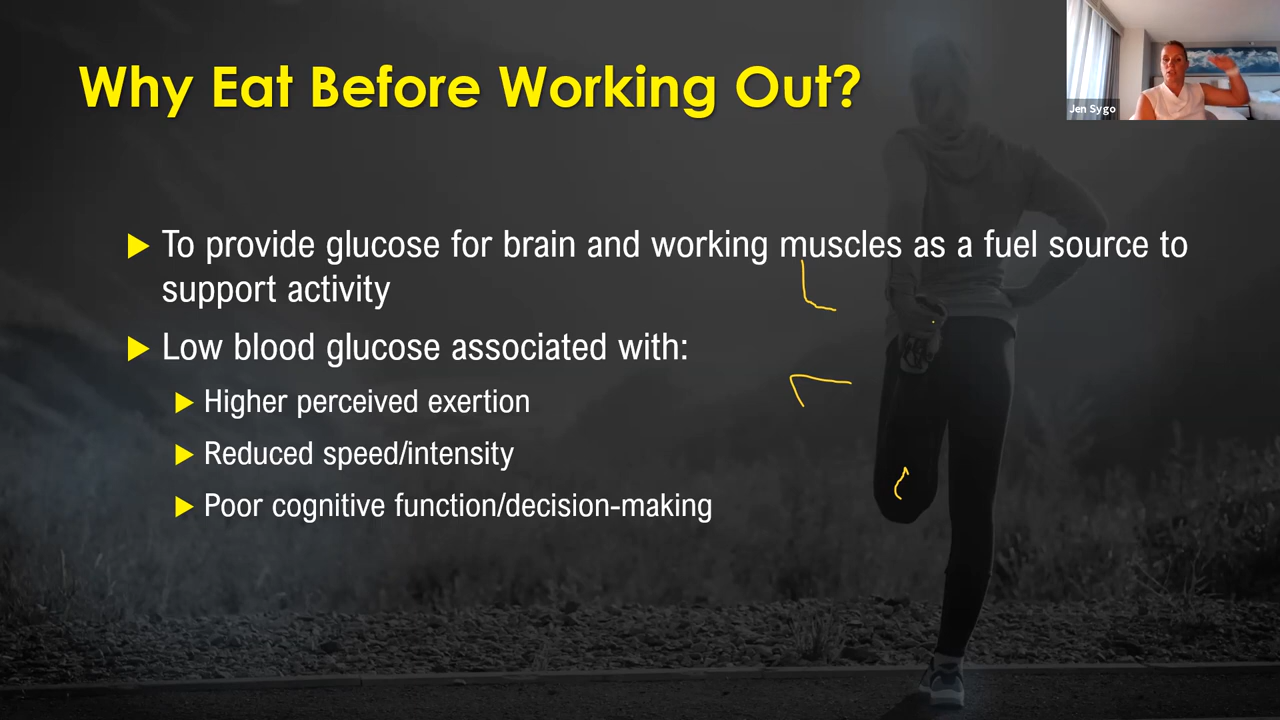 Why Eat Before Working Out?
Jen Sygo
To provide glucose for brain and working muscles as a fuel source to
support activity
Low blood glucose associated with:
Higher perceived exertion
Reduced speed/intensity
Poor cognitive function/decision-making